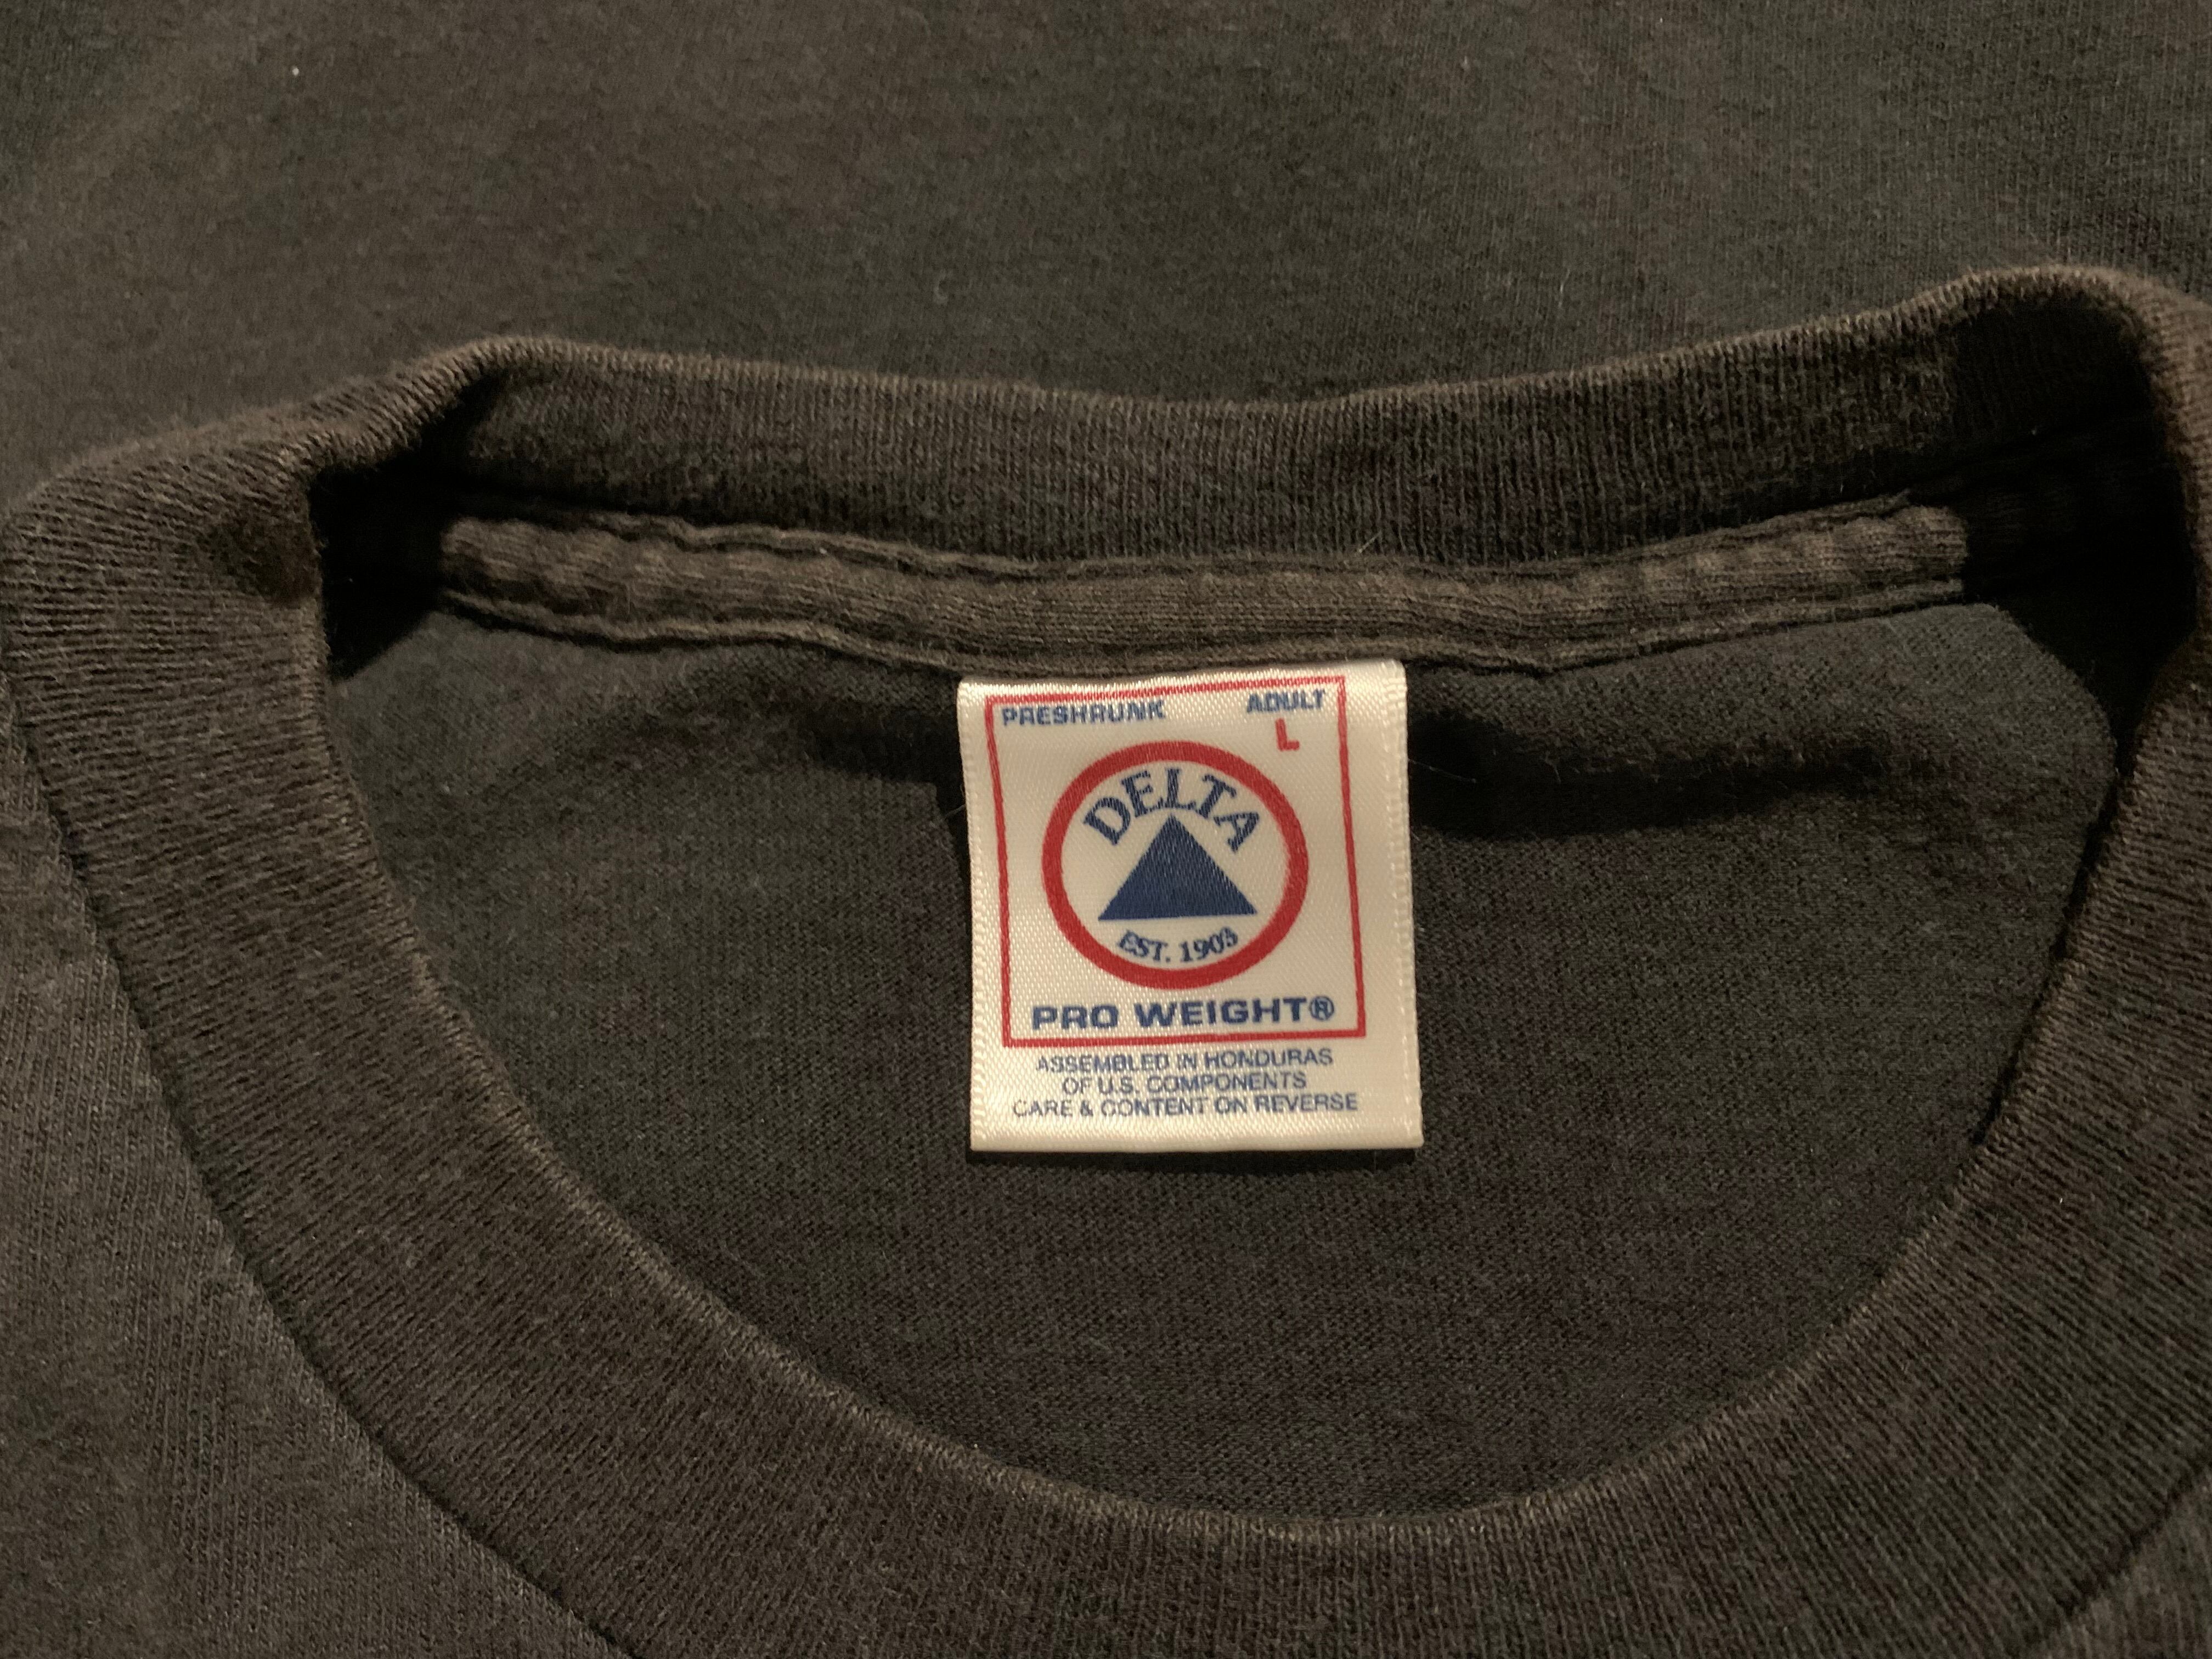 PRESHRUNK ADULT
L
DELTA
EST. 1903
PRO WEIGHT®
ASSEMBLED IN HONDURAS
OF U.S. COMPONENTS
CARE & CONTENT ON REVERSE